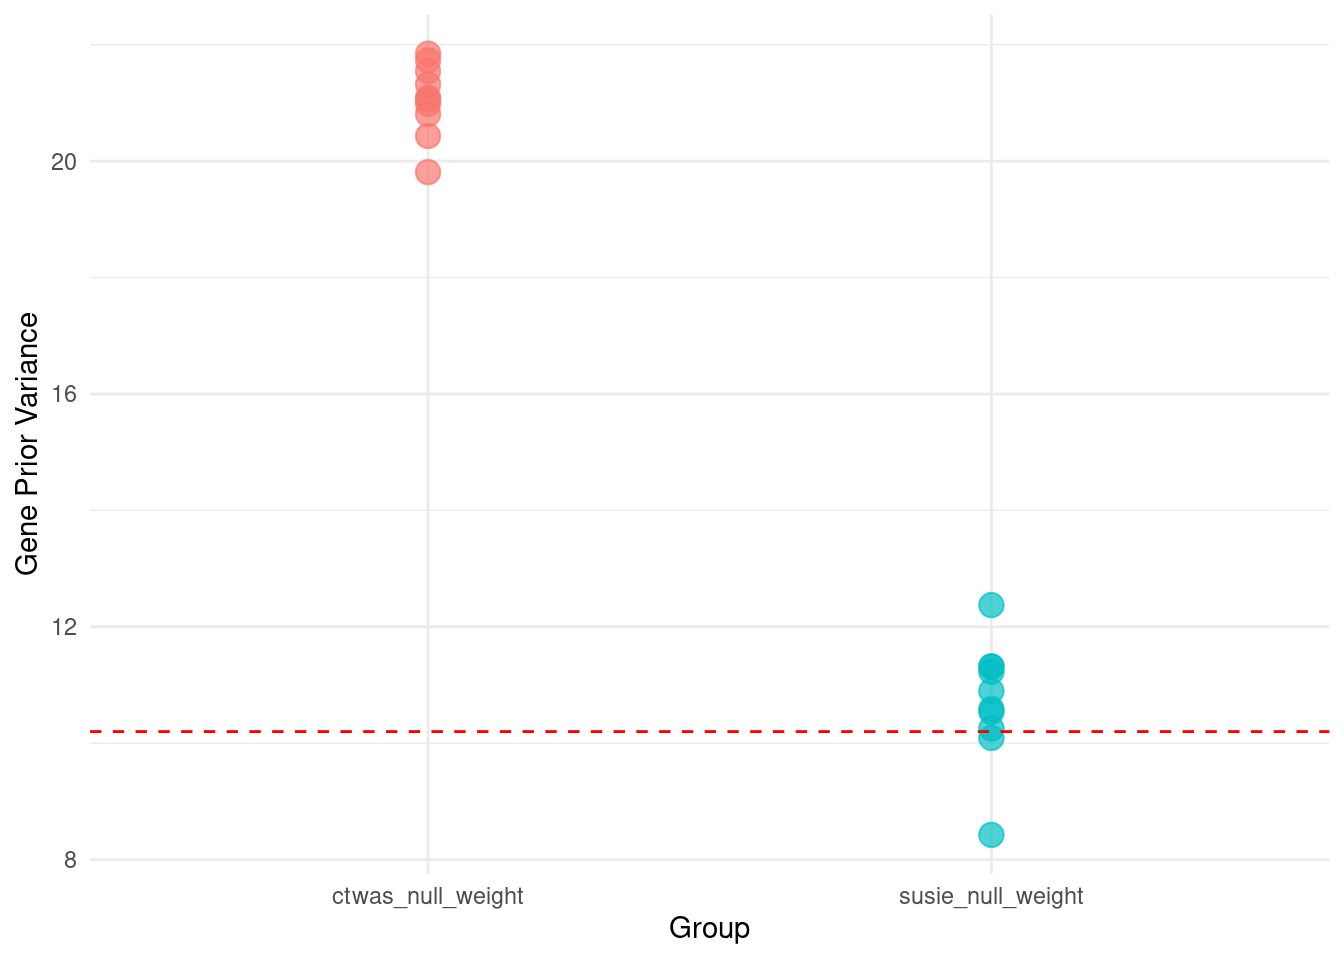 Gene Prior Variance
20
16
12
8
ctwas_null_weight
susie_null_weight
Group